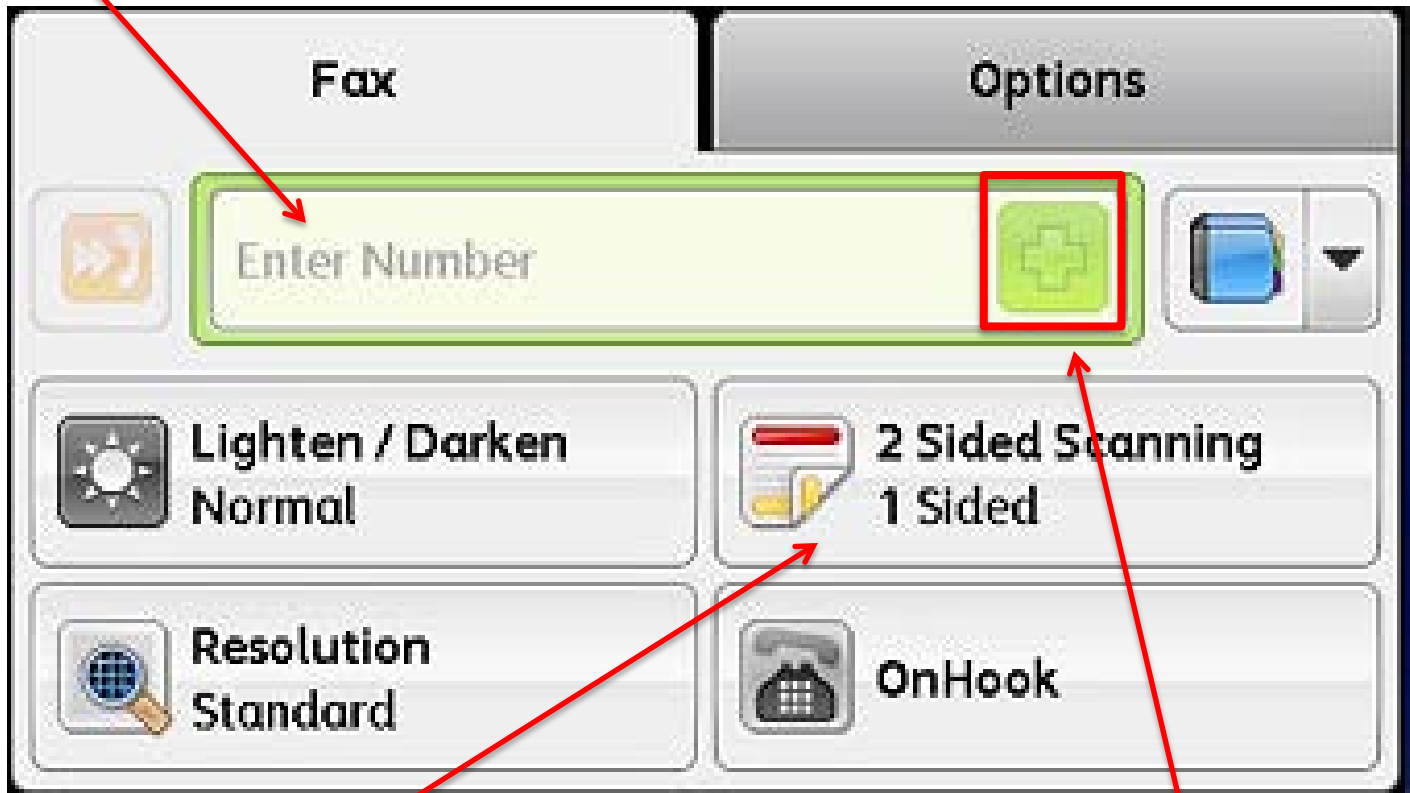 Fax
Options
Enter Number
Lighten / Darken
Normal
2 Sided Scanning
1 Sided
Resolution
Standard
OnHook